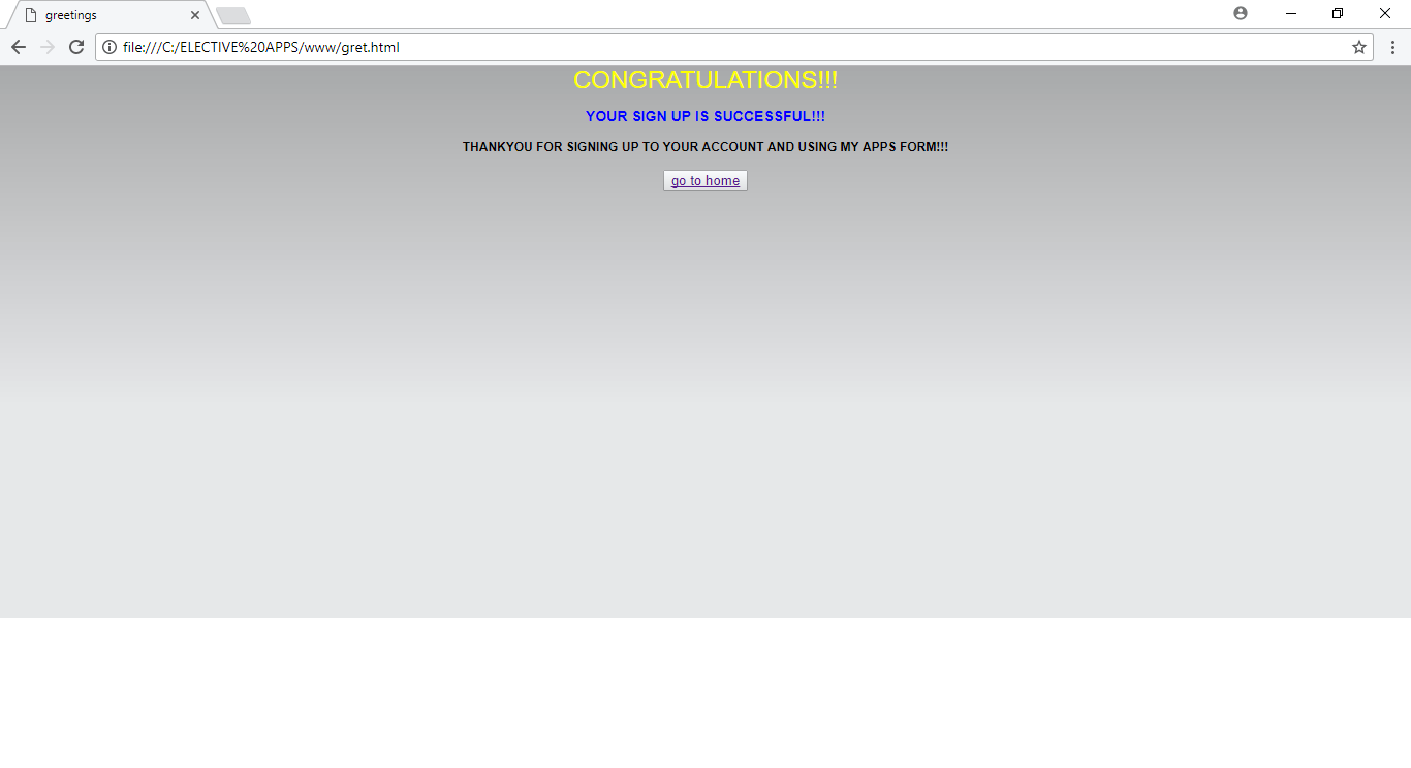 greetings
file:///C:/ELECTIVE%20APPS/www/gret.html
CONGRATULATIONS!!!
YOUR SIGN UP IS SUCCESSFUL!!!
THANKYOU FOR SIGNING UP TO YOUR ACCOUNT AND USING MY APPS FORM!!!
go to home